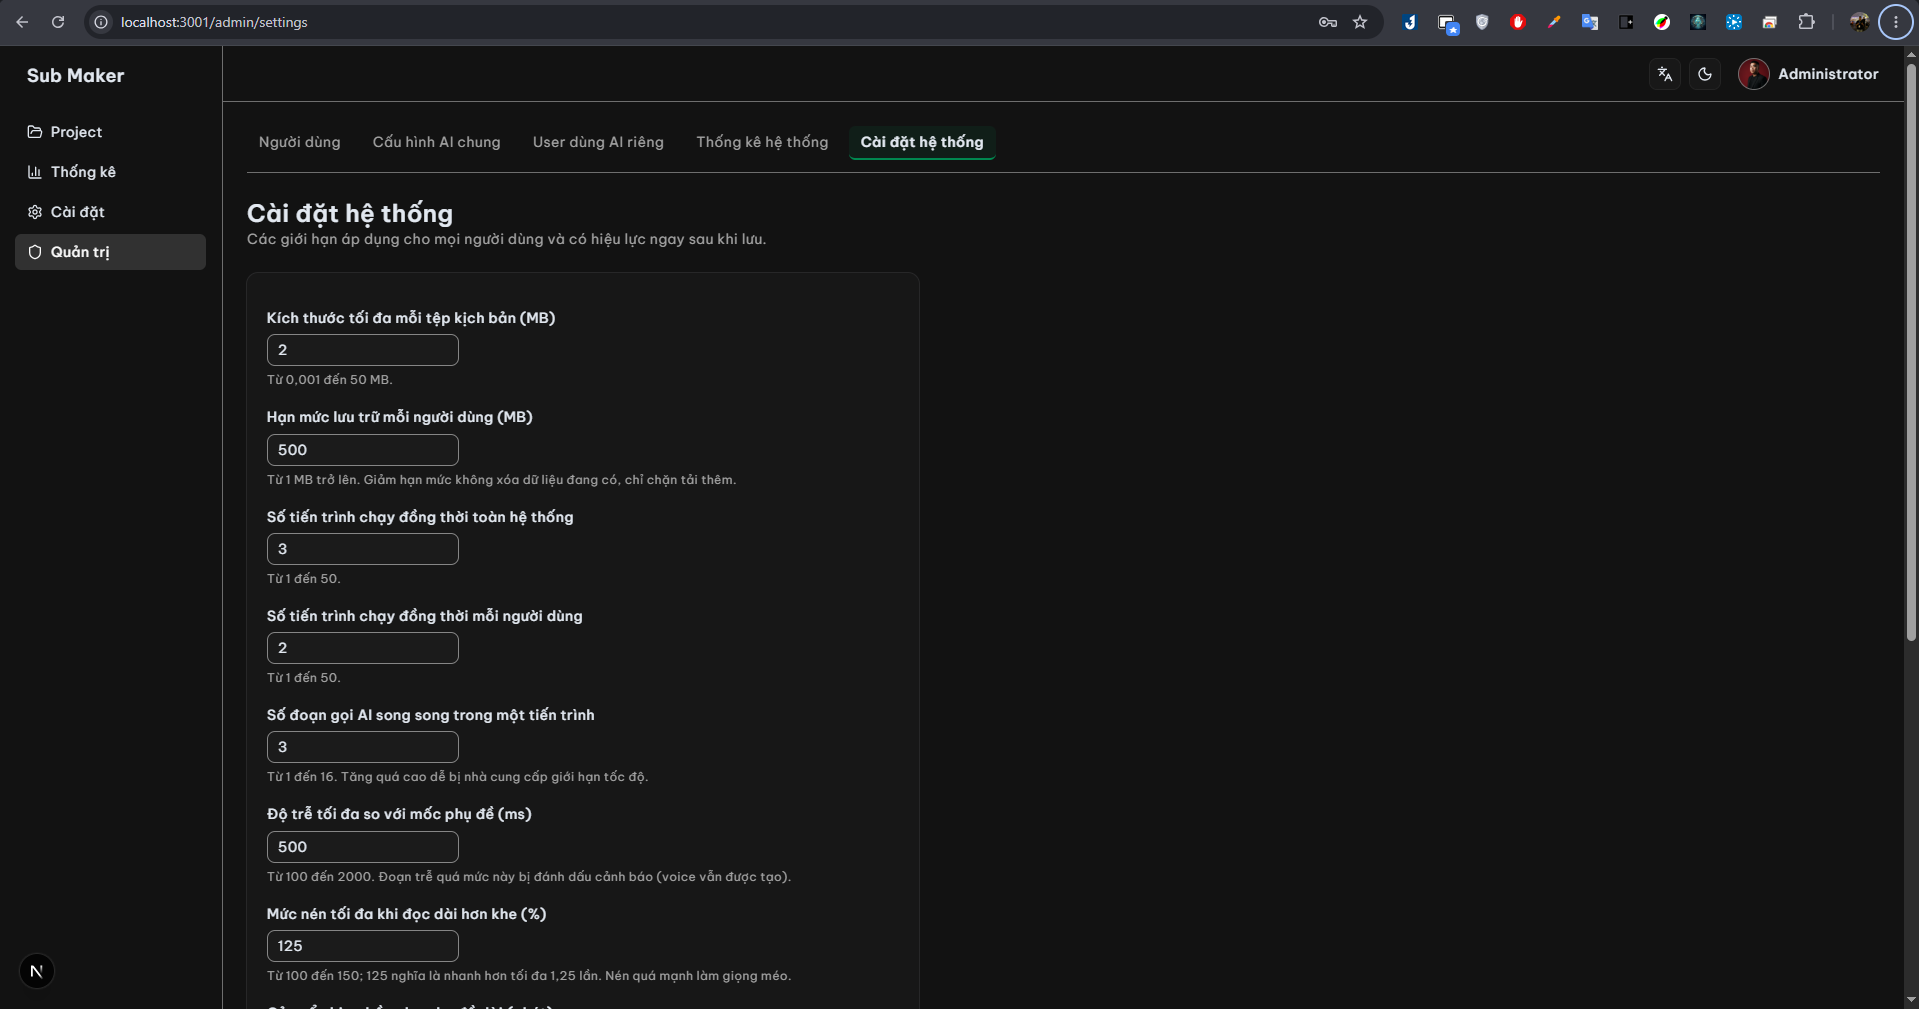 localhost:3001/admin/settings
Sub Maker
Administrator
Project
Thống kê
Cài đặt
Quản trị
Người dùng
Cấu hình AI chung
User dùng AI riêng
Thống kê hệ thống
Cài đặt hệ thống
Cài đặt hệ thống
Các giới hạn áp dụng cho mọi người dùng và có hiệu lực ngay sau khi lưu.
Kích thước tối đa mỗi tệp kịch bản (MB)
2
Từ 0,001 đến 50 MB.
Hạn mức lưu trữ mỗi người dùng (MB)
500
Từ 1 MB trở lên. Giảm hạn mức không xóa dữ liệu đang có, chỉ chặn tải thêm.
Số tiến trình chạy đồng thời toàn hệ thống
3
Từ 1 đến 50.
Số tiến trình chạy đồng thời mỗi người dùng
2
Từ 1 đến 50.
Số đoạn gọi AI song song trong một tiến trình
3
Từ 1 đến 16. Tăng quá cao dễ bị nhà cung cấp giới hạn tốc độ.
Độ trễ tối đa so với mốc phụ đề (ms)
500
Từ 100 đến 2000. Đoạn trễ quá mức này bị đánh dấu cảnh báo (voice vẫn được tạo).
Mức nén tối đa khi đọc dài hơn khe (%)
125
Từ 100 đến 150; 125 nghĩa là nhanh hơn tối đa 1,25 lần. Nén quá mạnh làm giọng méo.
N